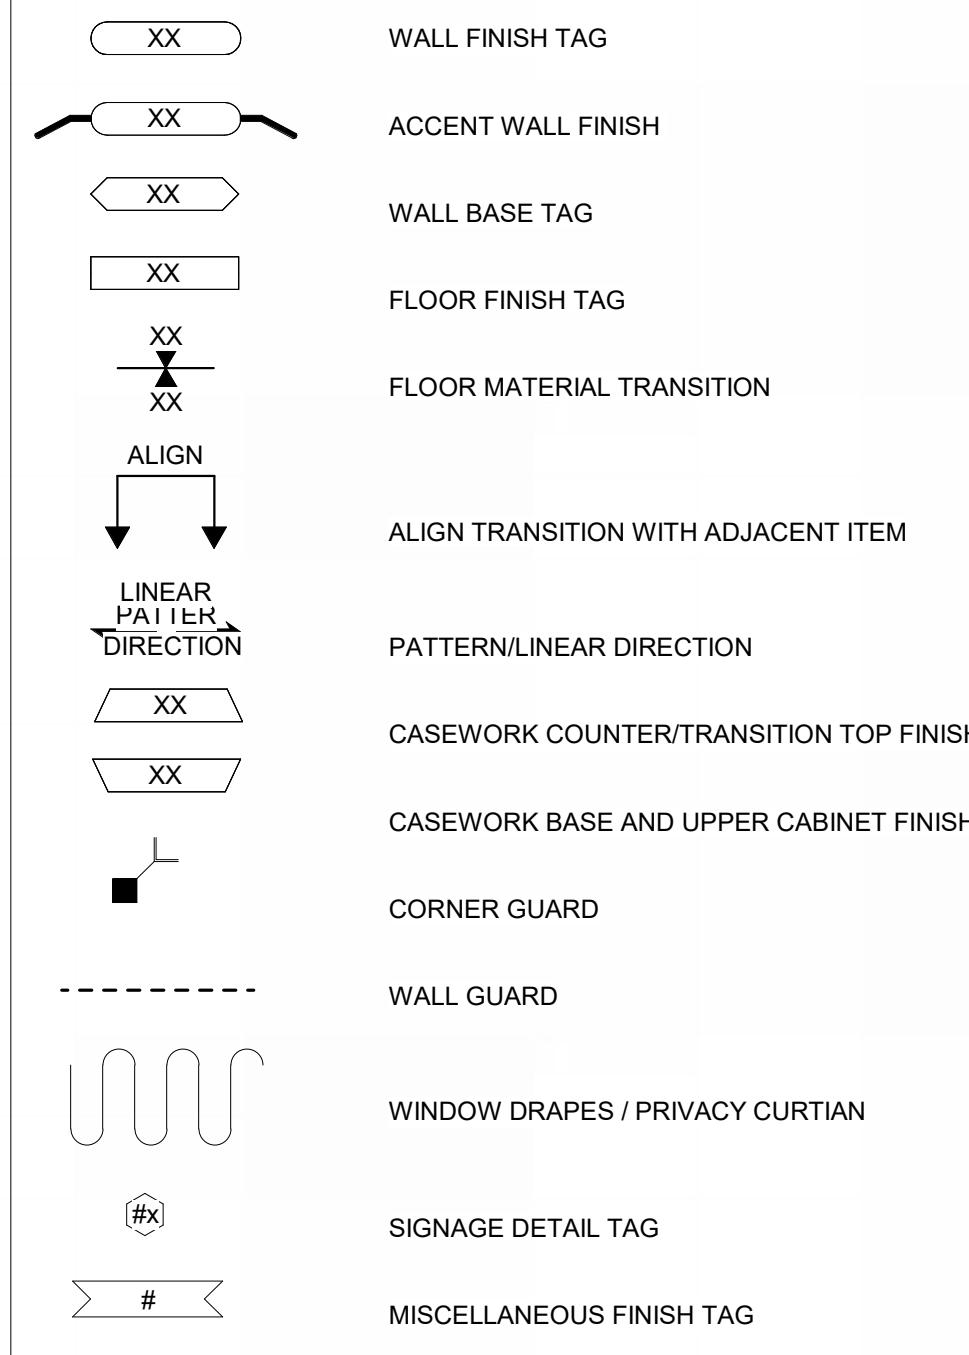 XX WALL FINISH TAG
XX ACCENT WALL FINISH
XX WALL BASE TAG
XX FLOOR FINISH TAG
XX
XX FLOOR MATERIAL TRANSITION
ALIGN
ALIGN TRANSITION WITH ADJACENT ITEM
LINEAR
PATTER
DIRECTION PATTERN/LINEAR DIRECTION
XX CASEWORK COUNTER/TRANSITION TOP FINISH
XX CASEWORK BASE AND UPPER CABINET FINISH
CORNER GUARD
WALL GUARD
WINDOW DRAPES / PRIVACY CURTIAN
#x SIGNAGE DETAIL TAG
# MISCELLANEOUS FINISH TAG